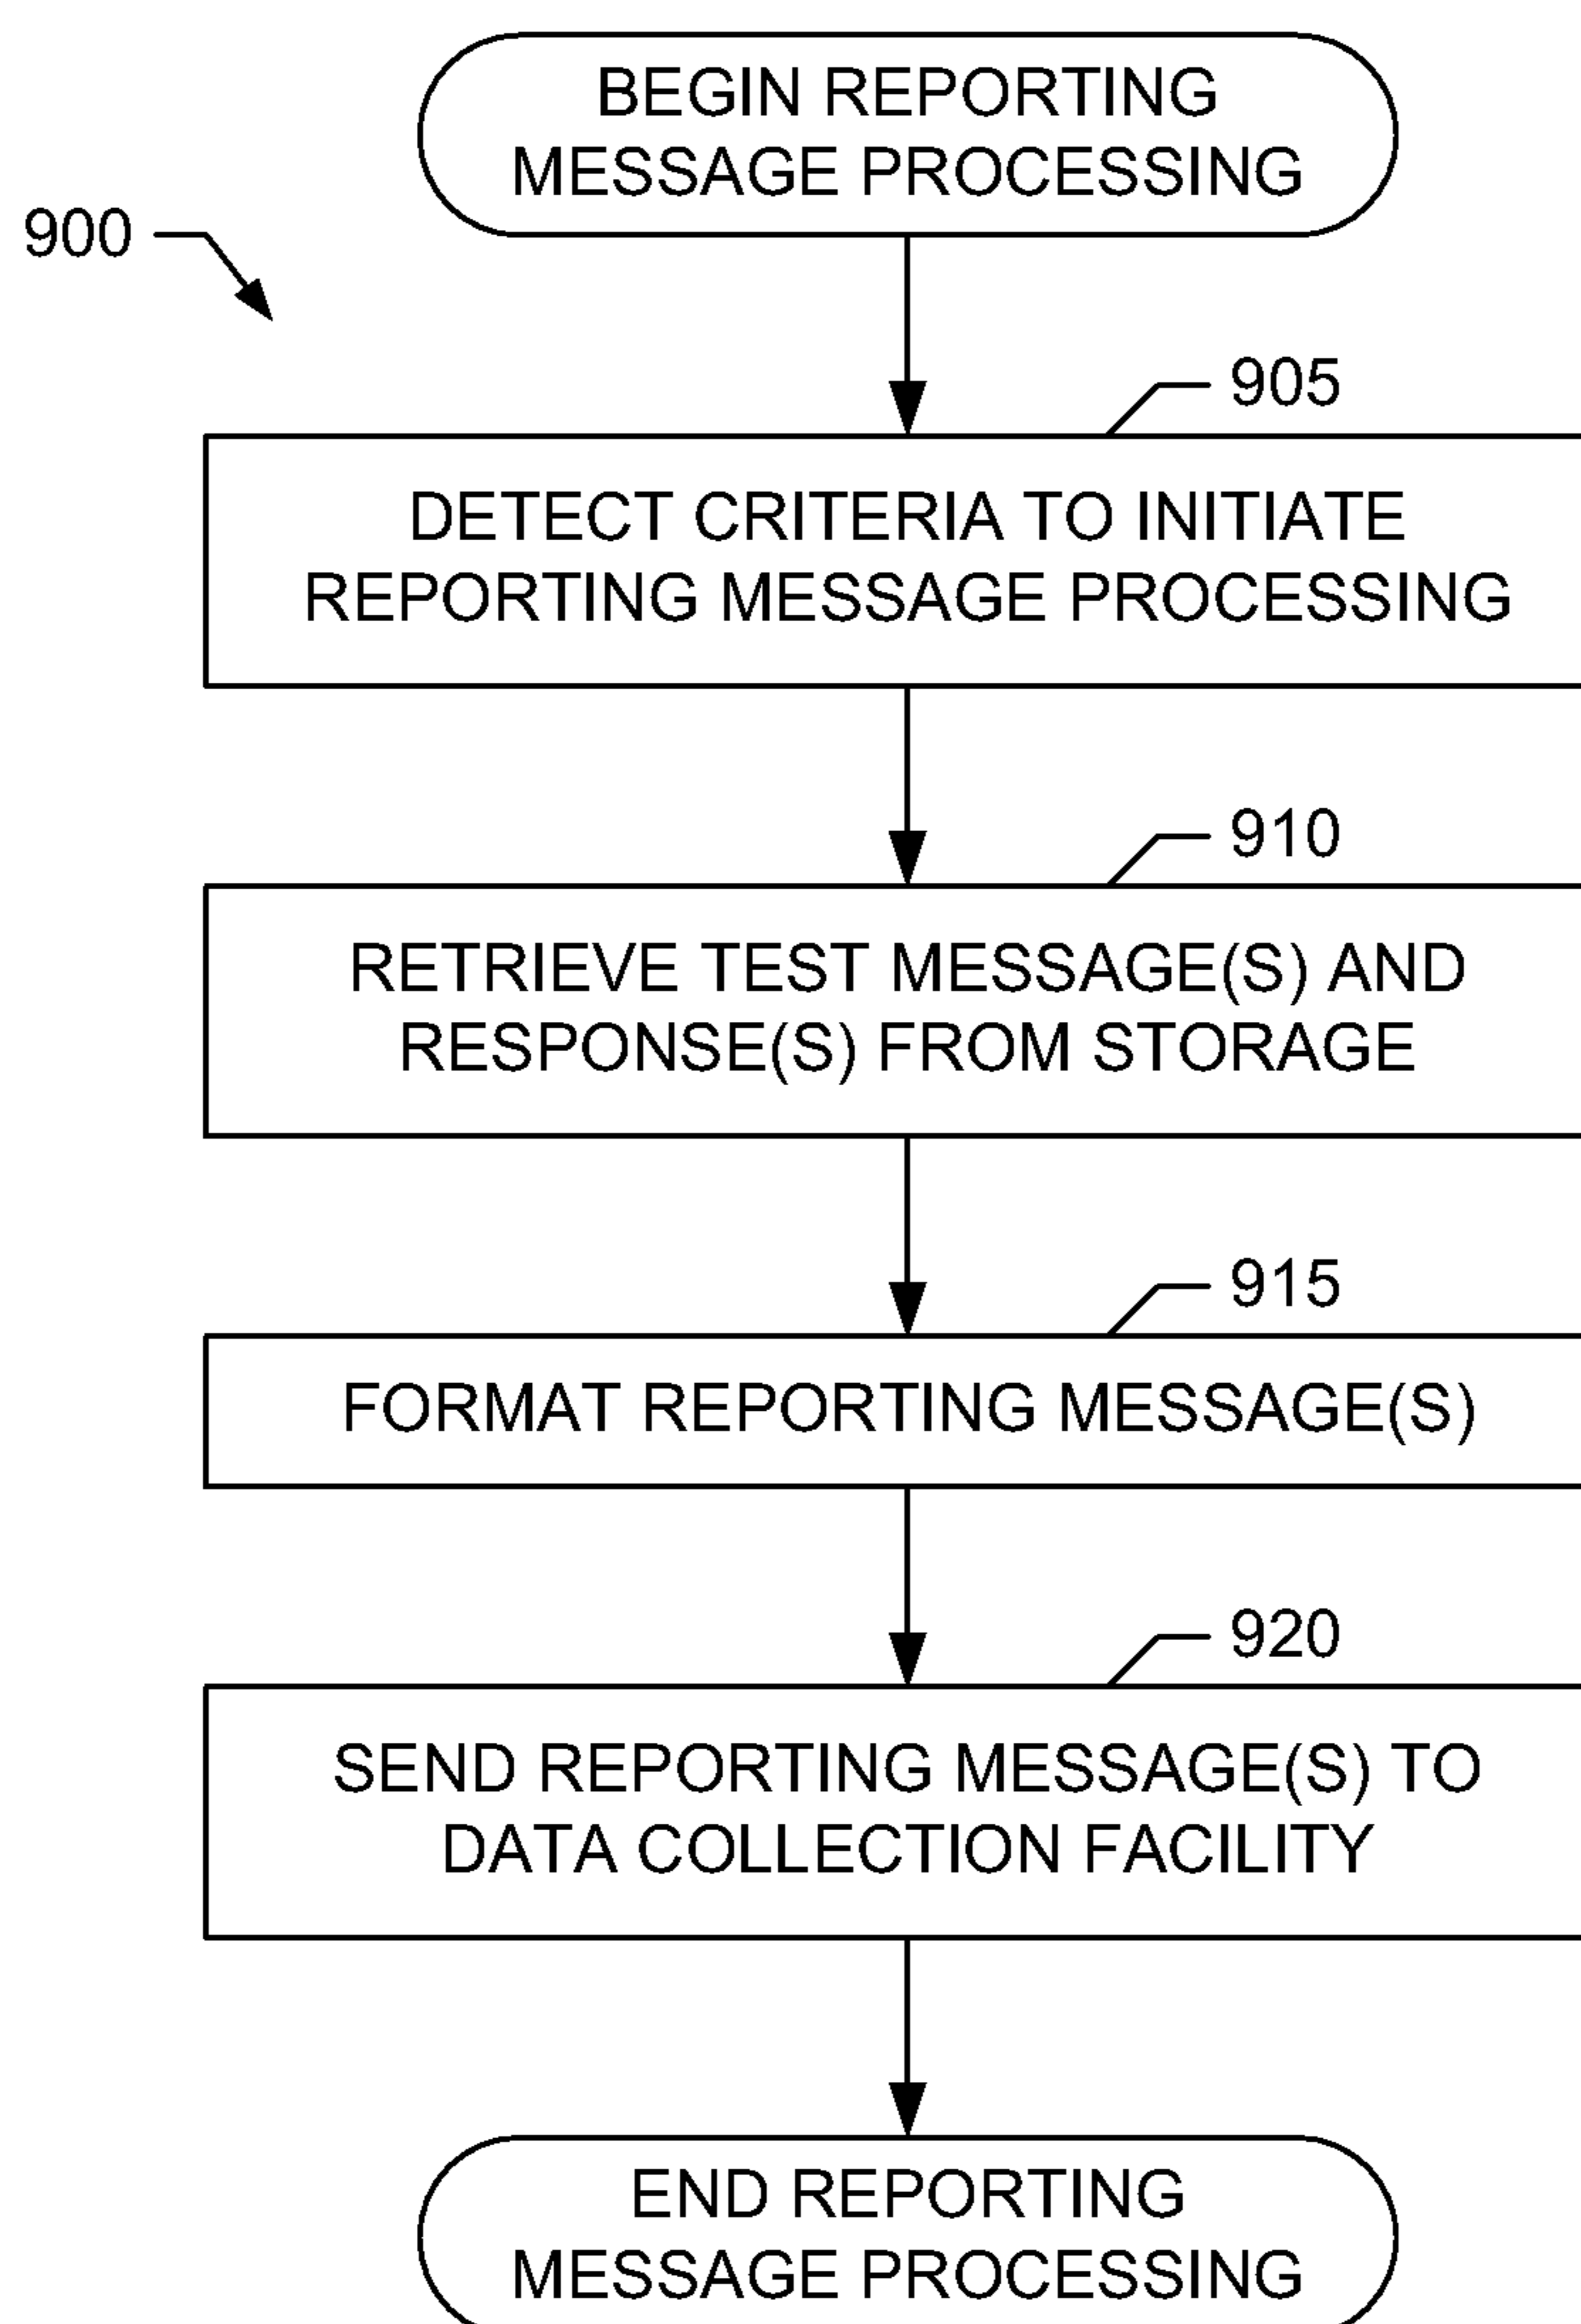 BEGIN REPORTING
MESSAGE PROCESSING
900
905
DETECT CRITERIA TO INITIATE
REPORTING MESSAGE PROCESSING
910
RETRIEVE TEST MESSAGE(S) AND
RESPONSE(S) FROM STORAGE
915
FORMAT REPORTING MESSAGE(S)
920
SEND REPORTING MESSAGE(S) TO
DATA COLLECTION FACILITY
END REPORTING
MESSAGE PROCESSING